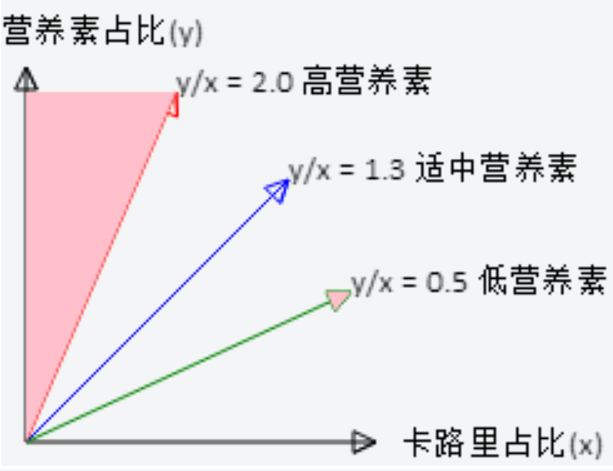 营养素占比(y)
y/x = 2.0 高营养素
y/x = 1.3 适中营养素
y/x = 0.5 低营养素
卡路里占比(x)